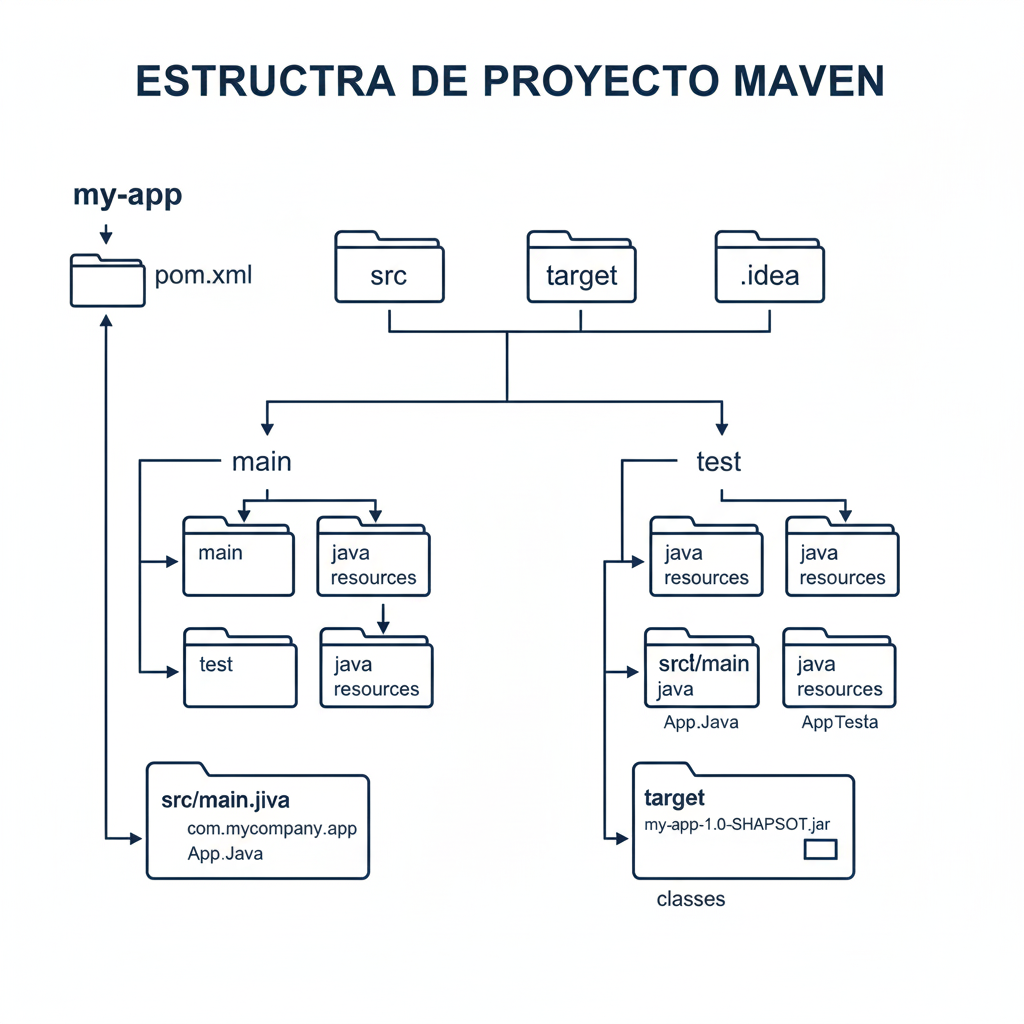 ESTRUCTRA DE PROYECTO MAVEN
my-app
pom.xml
src
target
.idea
main
test
main
java
resources
java
resources
java
resources
test
java
resources
srct/main
java
java
resources
App.Java
AppTesta
src/main.jiva
com.mycompany.app
App.Java
target
my-app-1.0-SHAPSOT.jar
classes